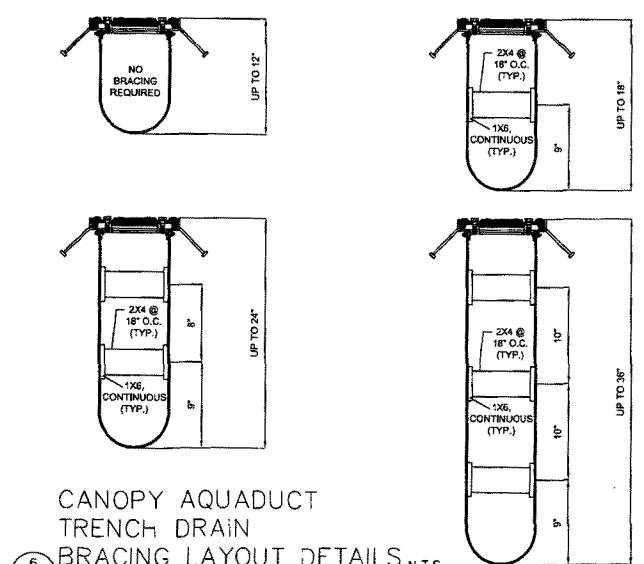 NO
BRACING
REQUIRED
UP TO 12"
2X4 @
18" O.C.
(TYP.)
1X6,
CONTINUOUS
(TYP.)
9"
UP TO 18"
2X4 @
18" O.C.
(TYP.)
1X6,
CONTINUOUS
(TYP.)
8"
9"
UP TO 24"
2X4 @
18" O.C.
(TYP.)
1X6,
CONTINUOUS
(TYP.)
10"
10"
9"
UP TO 36"
CANOPY AQUADUCT
TRENCH DRAIN
6 BRACING LAYOUT DETAILS N.T.S.